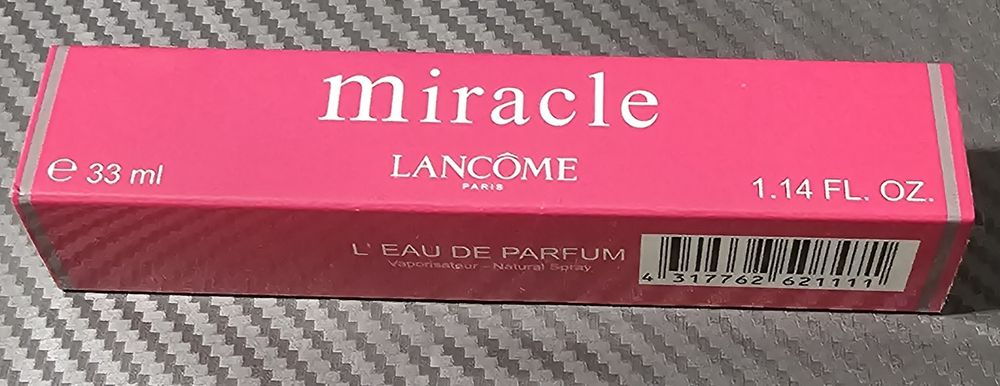 miracle
LANCÔME
PARIS
℮ 33 ml
1.14 FL. OZ.
L' EAU DE PARFUM
Vaporisateur - Natural Spray
4 317762 621111